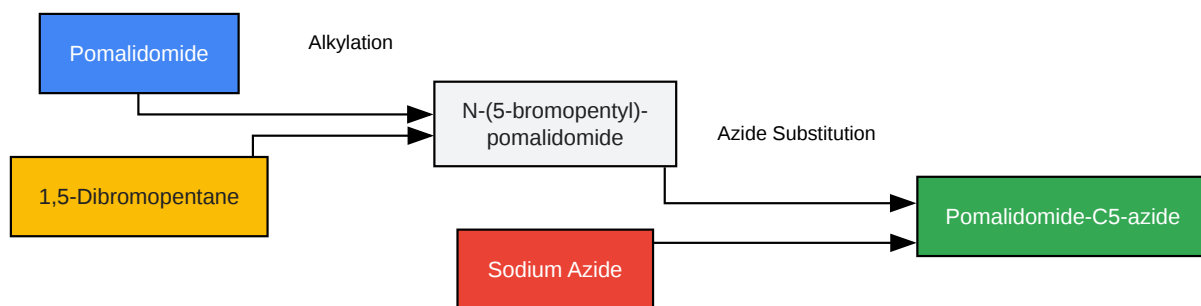 Pomalidomide
Alkylation
1,5-Dibromopentane
N-(5-bromopentyl)-
pomalidomide
Azide Substitution
Sodium Azide
Pomalidomide-C5-azide